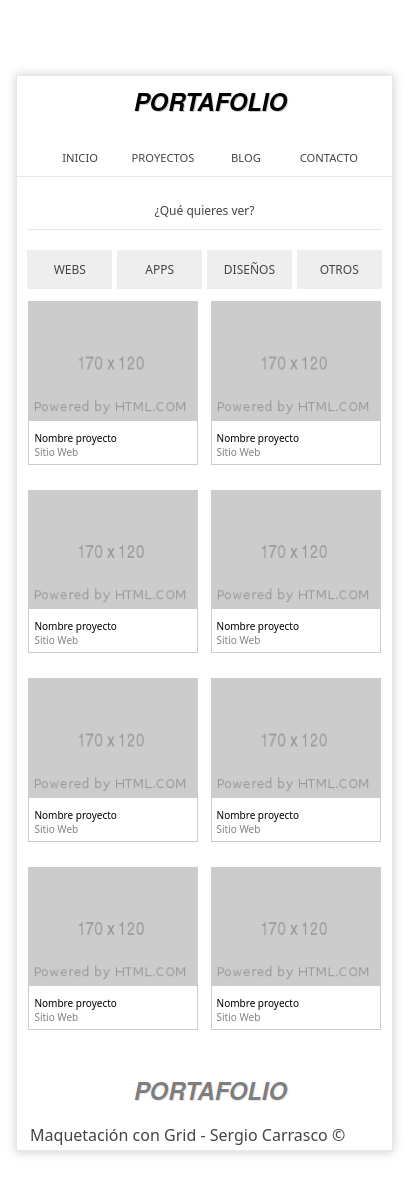 PORTAFOLIO
INICIO PROYECTOS BLOG CONTACTO
¿Qué quieres ver?
WEBS APPS DISEÑOS OTROS
170 x 120 170 x 120
Powered by HTML.COM Powered by HTML.COM
Nombre proyecto Nombre proyecto
Sitio Web Sitio Web
170 x 120 170 x 120
Powered by HTML.COM Powered by HTML.COM
Nombre proyecto Nombre proyecto
Sitio Web Sitio Web
170 x 120 170 x 120
Powered by HTML.COM Powered by HTML.COM
Nombre proyecto Nombre proyecto
Sitio Web Sitio Web
170 x 120 170 x 120
Powered by HTML.COM Powered by HTML.COM
Nombre proyecto Nombre proyecto
Sitio Web Sitio Web
PORTAFOLIO
Maquetación con Grid - Sergio Carrasco ©